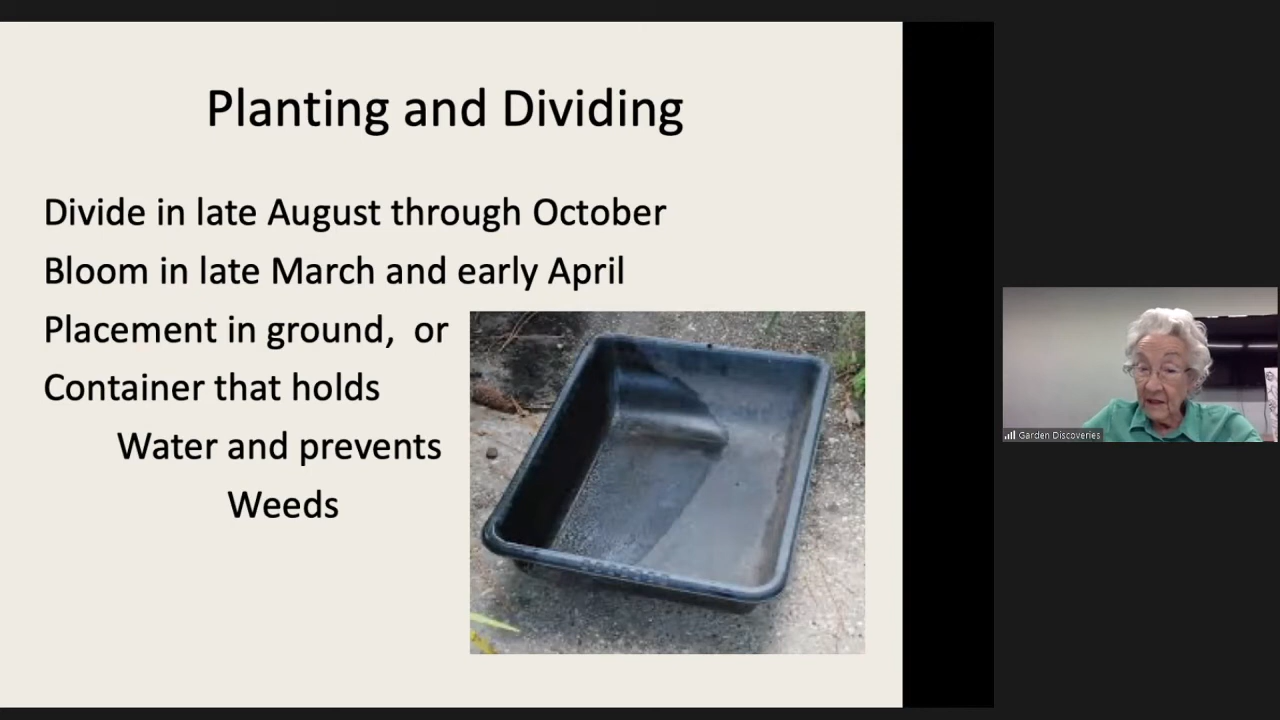 Planting and Dividing
Divide in late August through October
Bloom in late March and early April
Placement in ground, or
Container that holds
Water and prevents
Weeds
Garden Discoveries